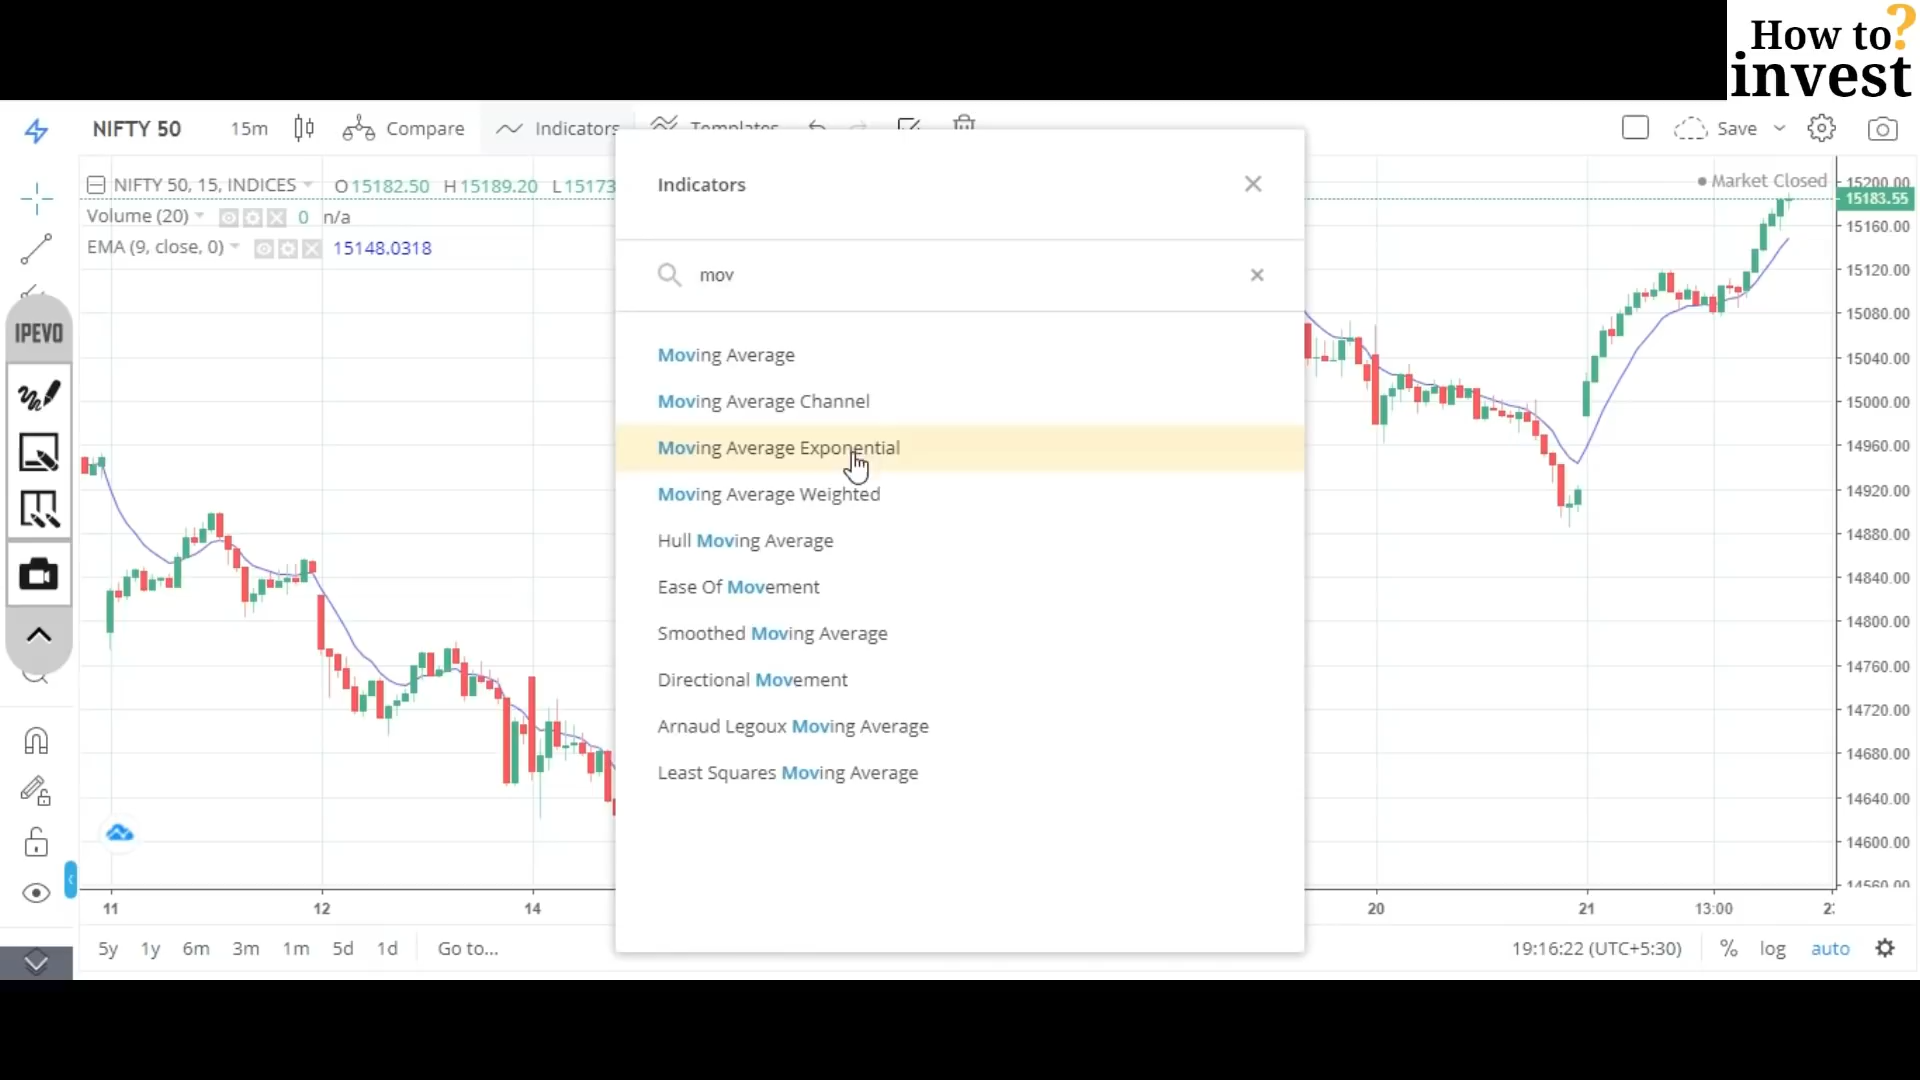 How to?
invest
NIFTY 50
15m
Compare
Indicators
Templates
Save
NIFTY 50, 15, INDICES
O15182.50 H15189.20 L15173
Volume (20)
0 n/a
EMA (9, close, 0)
15148.0318
Market Closed
IPEVO
Indicators
mov
Moving Average
Moving Average Channel
Moving Average Exponential
Moving Average Weighted
Hull Moving Average
Ease Of Movement
Smoothed Moving Average
Directional Movement
Arnaud Legoux Moving Average
Least Squares Moving Average
15200.00
15183.55
15160.00
15120.00
15080.00
15040.00
15000.00
14960.00
14920.00
14880.00
14840.00
14800.00
14760.00
14720.00
14680.00
14640.00
14600.00
14560.00
11 12 14 20 21 13:00
5y 1y 6m 3m 1m 5d 1d Go to...
19:16:22 (UTC+5:30) % log auto